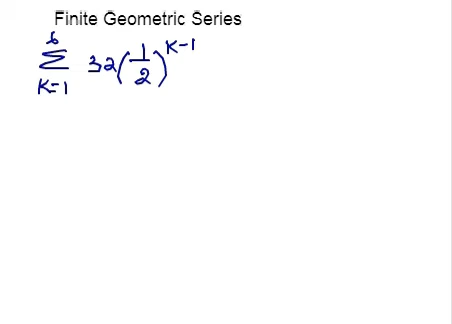 Finite Geometric Series
6
Σ 32(1/2)^K-1
K=1